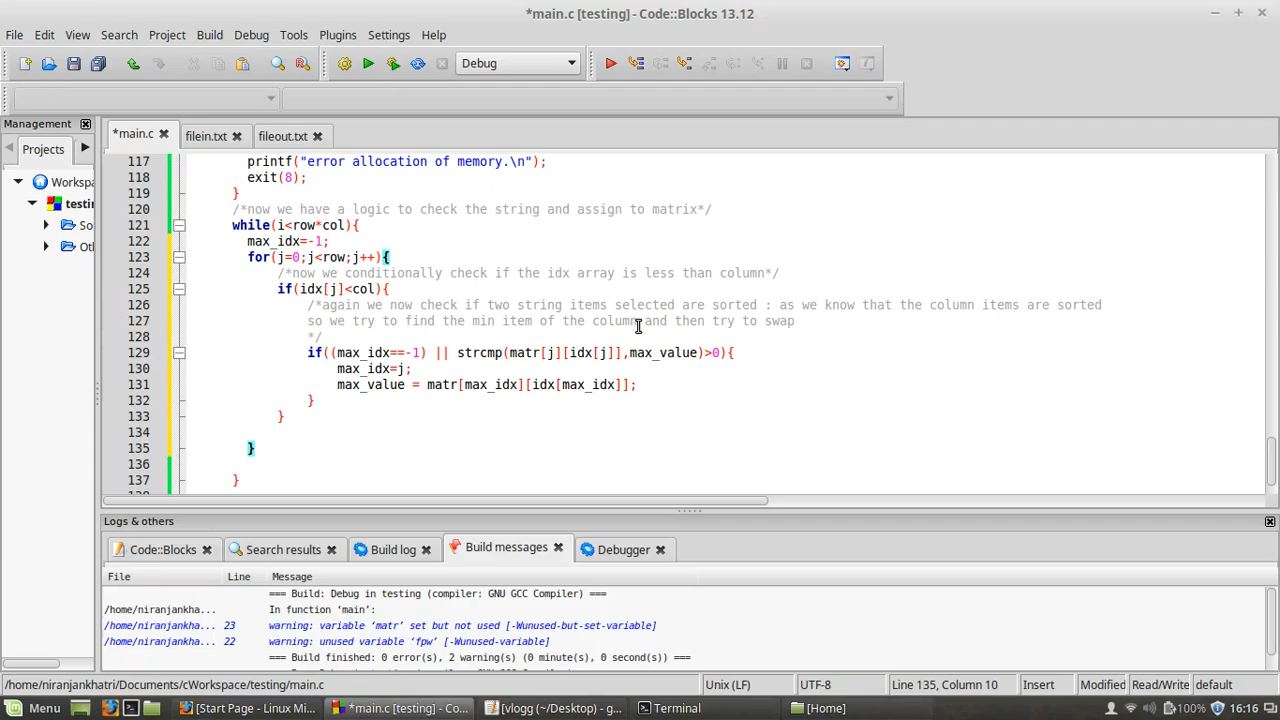 *main.c [testing] - Code::Blocks 13.12
File Edit View Search Project Build Debug Tools Plugins Settings Help
Debug
Management
Projects
*main.c filein.txt fileout.txt
Workspa
testin
So
Oth
117 printf("error allocation of memory.\n");
118 exit(8);
119 }
120 /*now we have a logic to check the string and assign to matrix*/
121 while(i<row*col){
122 max_idx=-1;
123 for(j=0;j<row;j++){
124 /*now we conditionally check if the idx array is less than column*/
125 if(idx[j]<col){
126 /*again we now check if two string items selected are sorted : as we know that the column items are sorted
127 so we try to find the min item of the column and then try to swap
128 */
129 if((max_idx==-1) || strcmp(matr[j][idx[j]],max_value)>0){
130 max_idx=j;
131 max_value = matr[max_idx][idx[max_idx]];
132 }
133 }
134
135 }
136
137 }
Logs & others
Code::Blocks Search results Build log Build messages Debugger
File Line Message
=== Build: Debug in testing (compiler: GNU GCC Compiler) ===
/home/niranjankha... In function ‘main’:
/home/niranjankha... 23 warning: variable ‘matr’ set but not used [-Wunused-but-set-variable]
/home/niranjankha... 22 warning: unused variable ‘fpw’ [-Wunused-variable]
=== Build finished: 0 error(s), 2 warning(s) (0 minute(s), 0 second(s)) ===
/home/niranjankhatri/Documents/cWorkspace/testing/main.c Unix (LF) UTF-8 Line 135, Column 10 Insert Modified Read/Write default
Menu [Start Page - Linux Mi... *main.c [testing] - Co... [vlogg (~/Desktop) - g... Terminal [Home] 100% 16:16